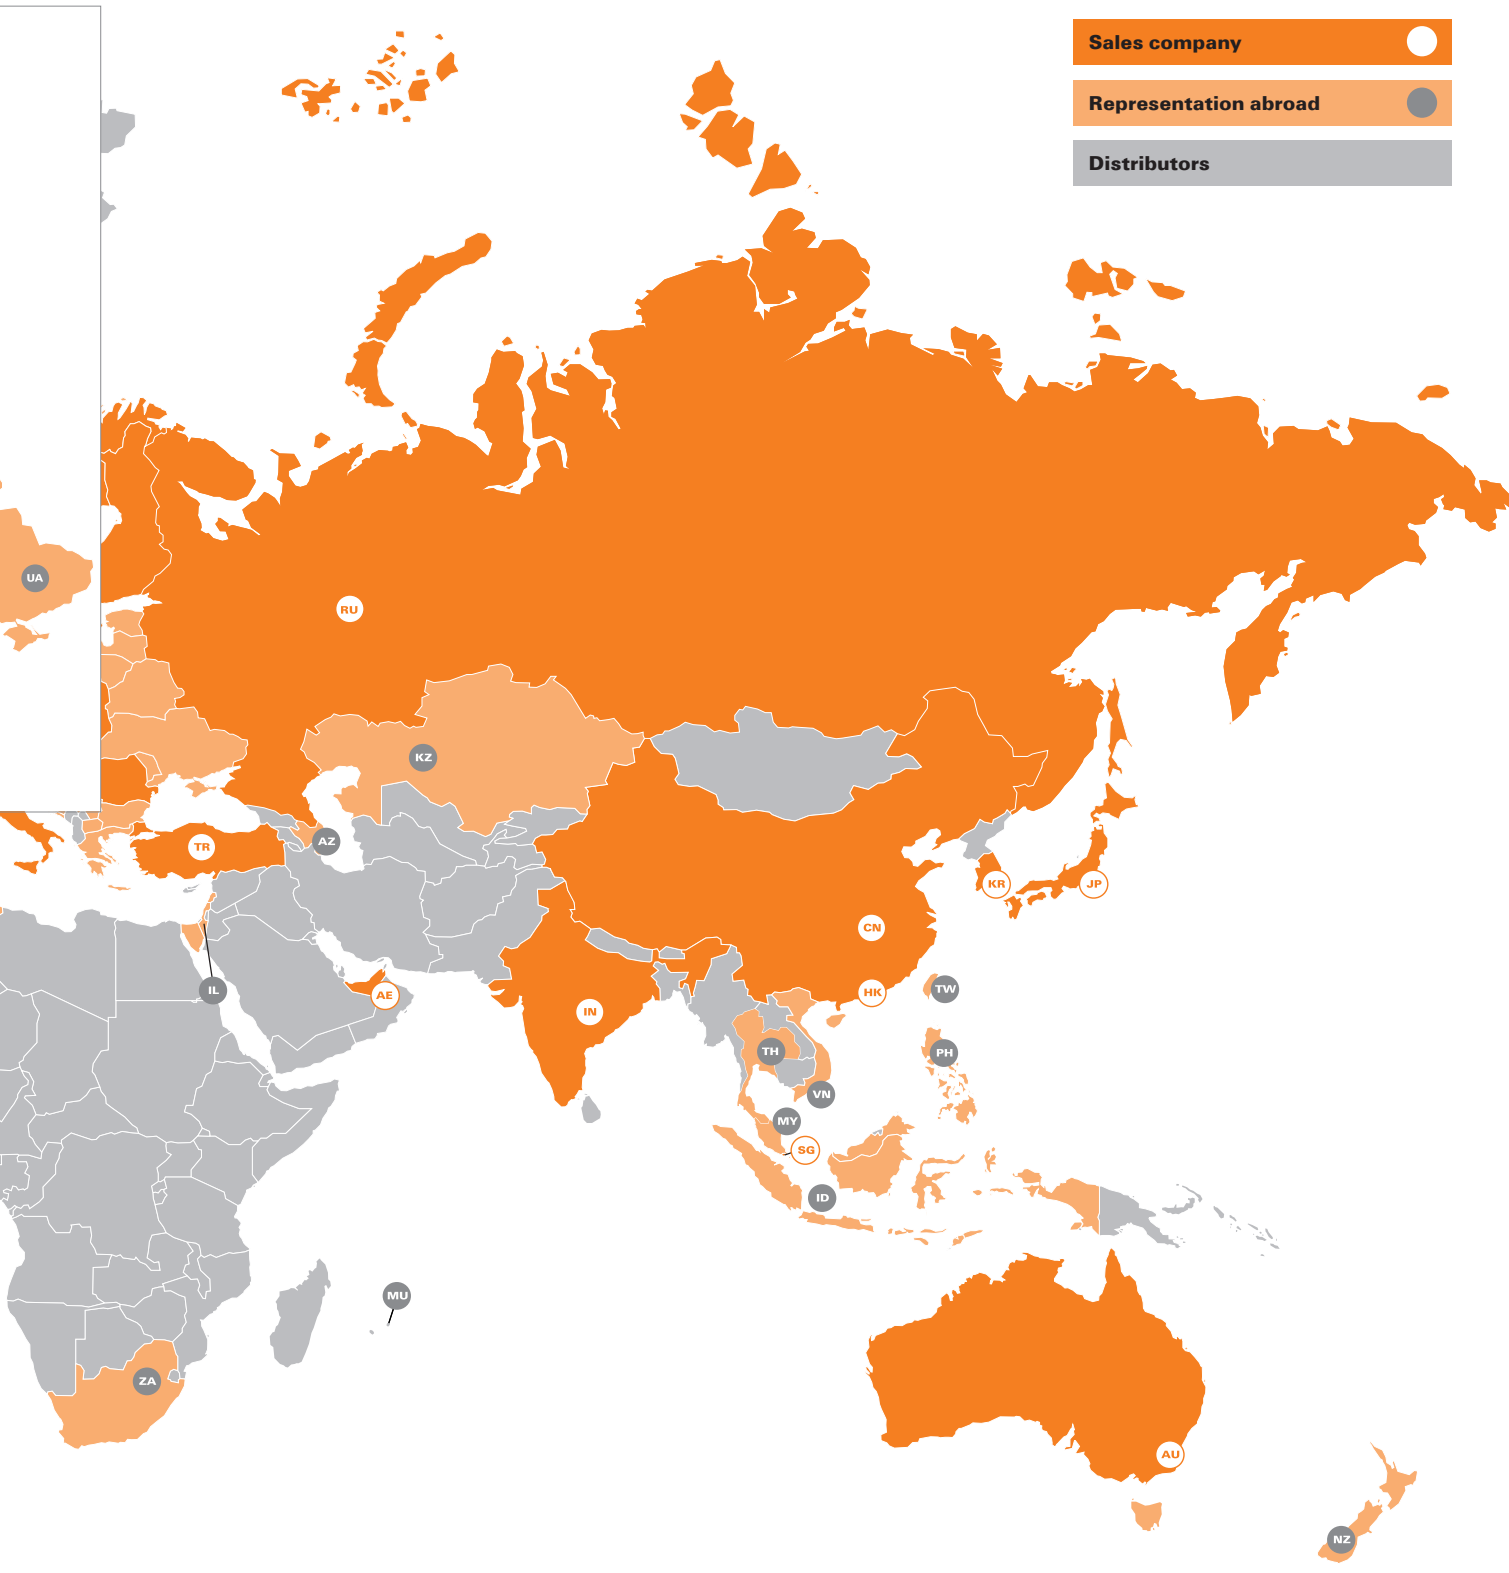 Sales company
Representation abroad
Distributors
UA
RU
KZ
TR
AZ
KR
JP
CN
IL
AE
HK
TW
IN
TH
PH
VN
MY
SG
ID
MU
ZA
AU
NZ